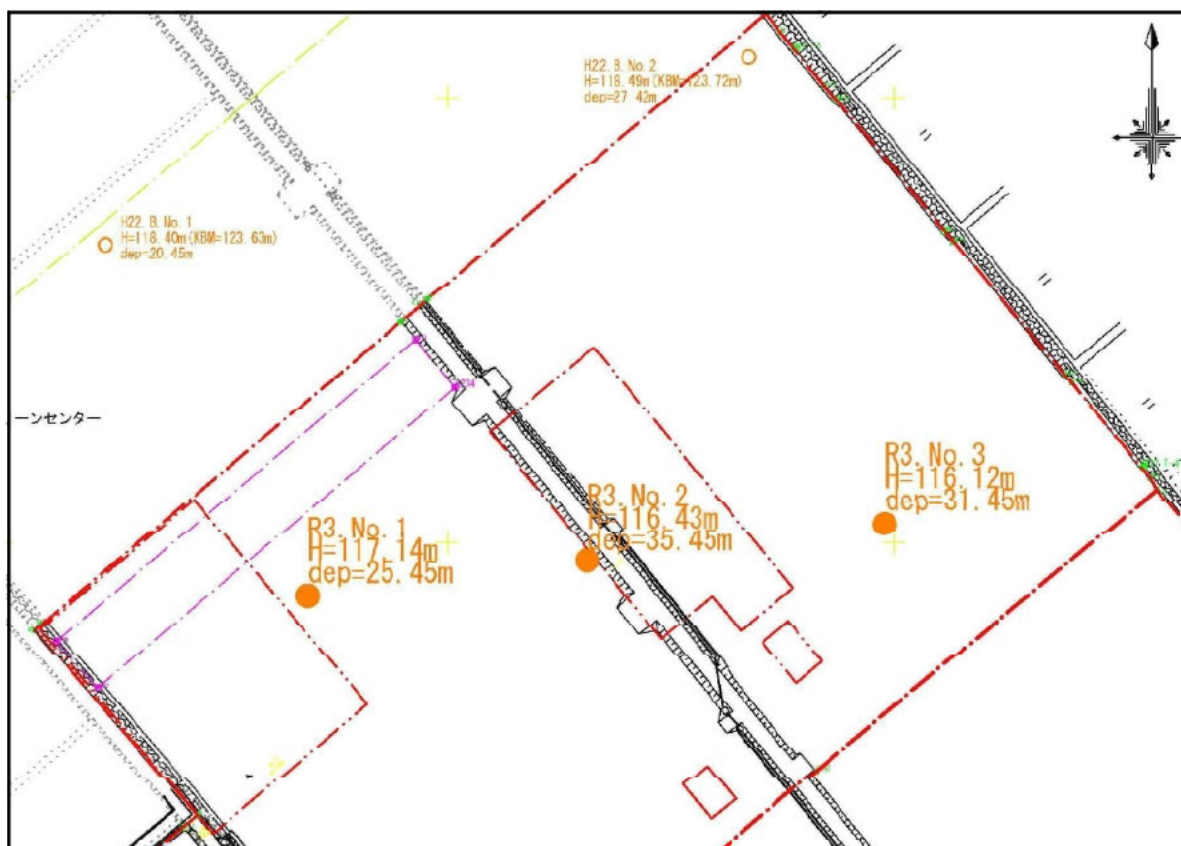 H22.B.No.2
H=118.49m(KBM=123.72m)
dep=27.42m
H22.B.No.1
H=118.40m(KBM=123.63m)
dep=20.45m
ーンセンター
R3.No.3
H=116.12m
dep=31.45m
R3.No.2
H=116.43m
dep=35.45m
R3.No.1
H=117.14m
dep=25.45m